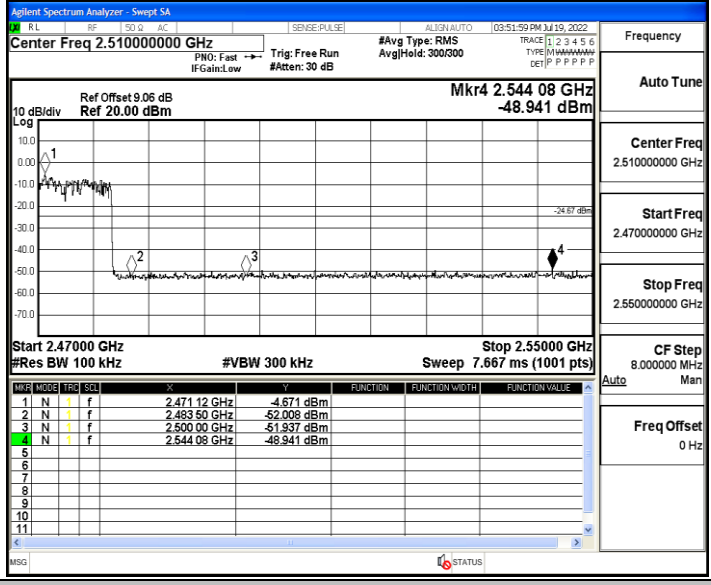 Agilent Spectrum Analyzer - Swept SA
RL RF 50 Ω AC SENSE:PULSE ALIGN AUTO 03:51:59 PM Jul 19, 2022
Center Freq 2.510000000 GHz
PNO: Fast
IFGain:Low
Trig: Free Run
#Atten: 30 dB
#Avg Type: RMS
Avg|Hold: 300/300
TRACE 1 2 3 4 5 6
TYPE M
DET P P P P P P
Ref Offset 9.06 dB
Ref 20.00 dBm
10 dB/div
Log
Mkr4 2.544 08 GHz
-48.941 dBm
10.0
0.00
-10.0
-20.0
-30.0
-40.0
-50.0
-60.0
-70.0
1
2
3
4
-24.67 dBm
Start 2.47000 GHz Stop 2.55000 GHz
#Res BW 100 kHz #VBW 300 kHz Sweep 7.667 ms (1001 pts)
MKR MODE TRC SCL X Y FUNCTION FUNCTION WIDTH FUNCTION VALUE
1 N 1 f 2.471 12 GHz -4.671 dBm
2 N 1 f 2.483 50 GHz -52.008 dBm
3 N 1 f 2.500 00 GHz -51.937 dBm
4 N 1 f 2.544 08 GHz -48.941 dBm
5
6
7
8
9
10
11
MSG STATUS
Frequency
Auto Tune
Center Freq
2.510000000 GHz
Start Freq
2.470000000 GHz
Stop Freq
2.550000000 GHz
CF Step
8.000000 MHz
Auto Man
Freq Offset
0 Hz